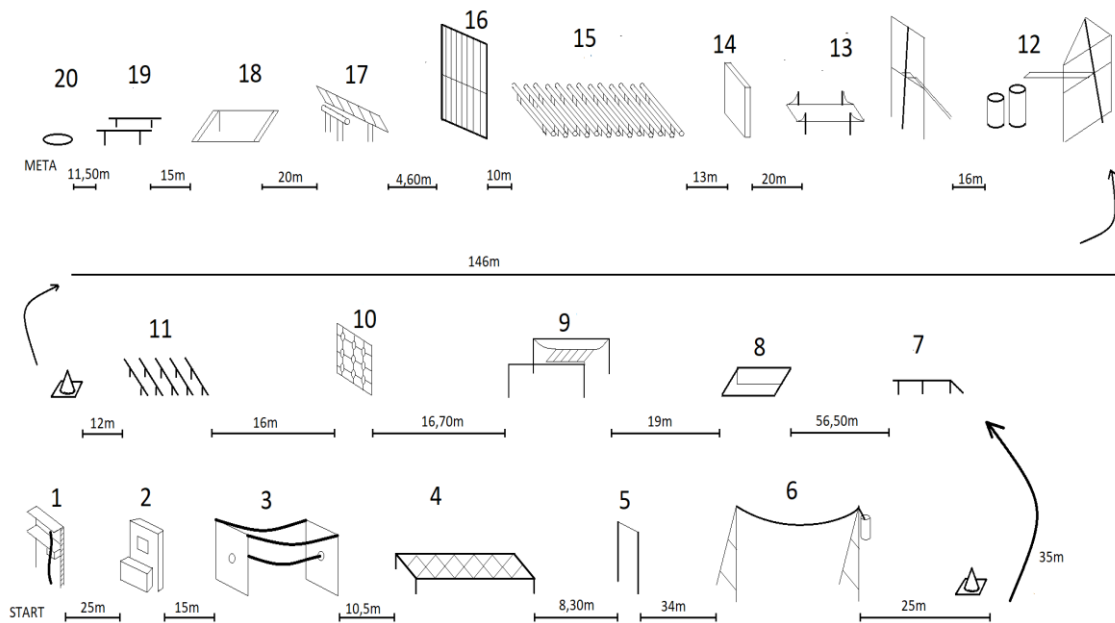 20 19 18 17 16 15 14 13 12
META 11,50m 15m 20m 4,60m 10m 13m 20m 16m
146m
11 10 9 8 7
12m 16m 16,70m 19m 56,50m
1 2 3 4 5 6
35m
START 25m 15m 10,5m 8,30m 34m 25m